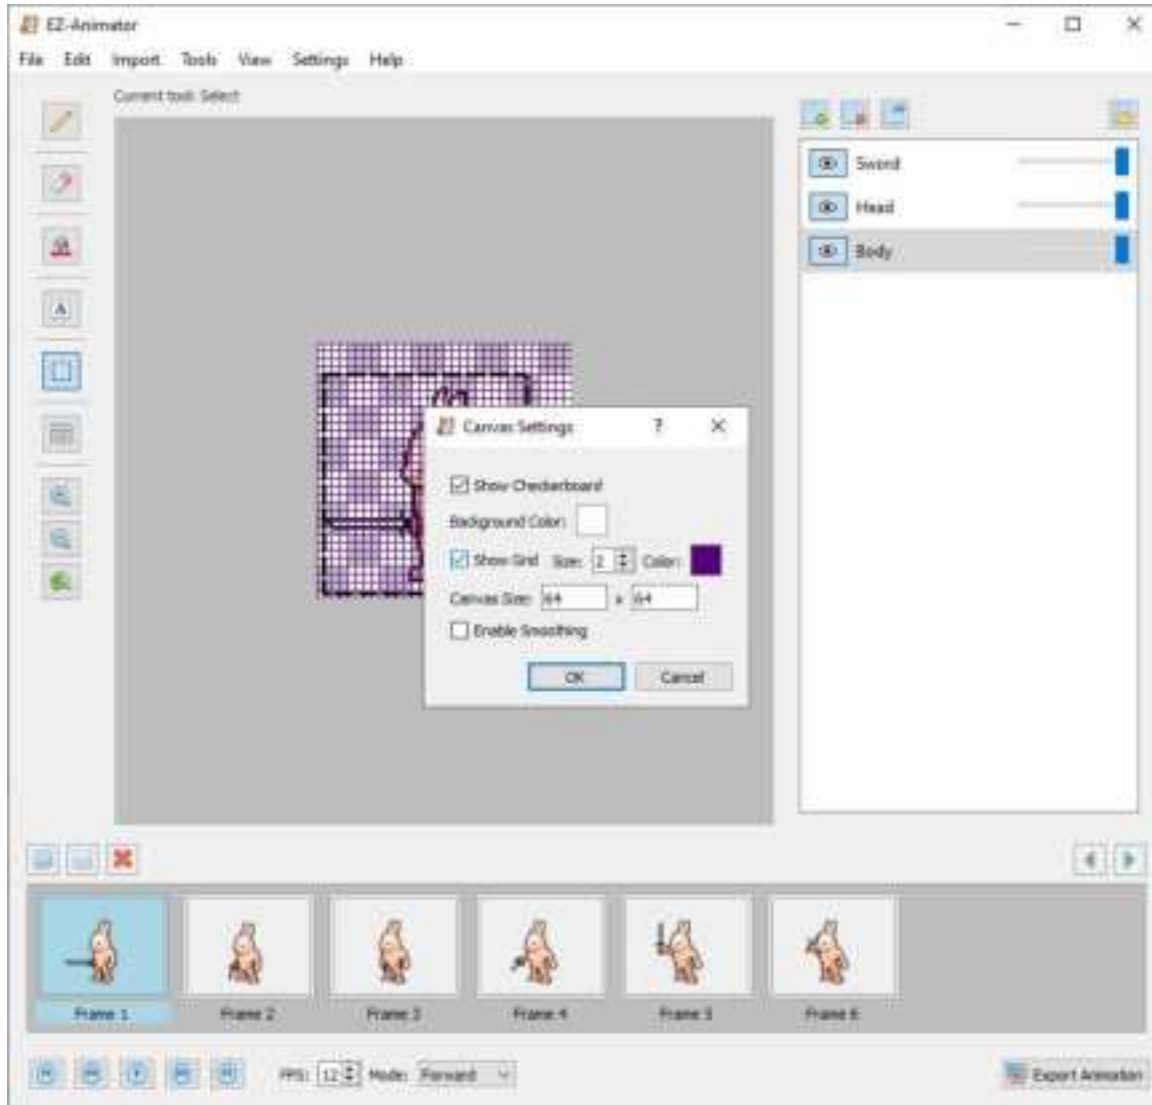 EZ-Animator
File Edit Import Tools View Settings Help
Current tool: Select
Sword
Head
Body
Canvas Settings ?
Show Checkerboard
Background Color:
Show Grid Size: 2 Color:
Canvas Size: 64 x 64
Enable Smoothing
OK Cancel
Frame 1 Frame 2 Frame 3 Frame 4 Frame 5 Frame 6
FPS: 12 Mode: Forward Export Animation